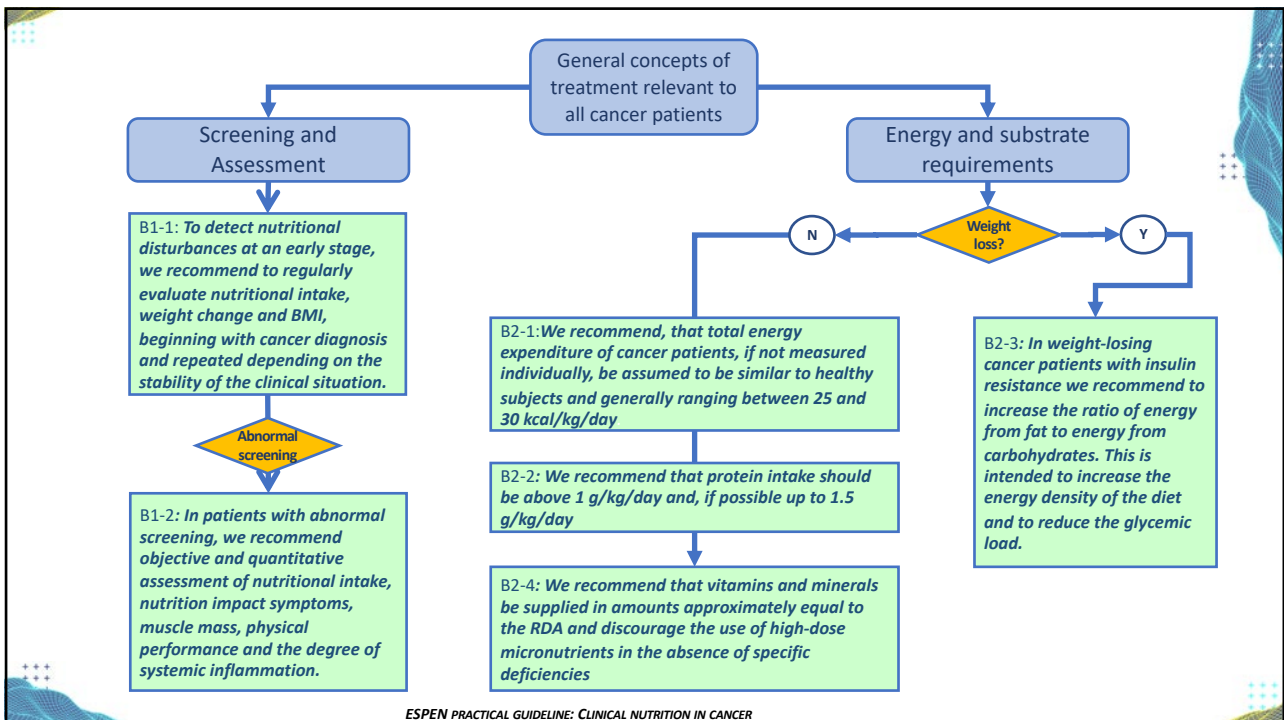 General concepts of
treatment relevant to
all cancer patients
Screening and
Assessment
B1-1: To detect nutritional
disturbances at an early stage,
we recommend to regularly
evaluate nutritional intake,
weight change and BMI,
beginning with cancer diagnosis
and repeated depending on the
stability of the clinical situation.
Abnormal
screening
B1-2: In patients with abnormal
screening, we recommend
objective and quantitative
assessment of nutritional intake,
nutrition impact symptoms,
muscle mass, physical
performance and the degree of
systemic inflammation.
Energy and substrate
requirements
Weight
loss?
N
Y
B2-1:We recommend, that total energy
expenditure of cancer patients, if not measured
individually, be assumed to be similar to healthy
subjects and generally ranging between 25 and
30 kcal/kg/day
B2-2: We recommend that protein intake should
be above 1 g/kg/day and, if possible up to 1.5
g/kg/day
B2-4: We recommend that vitamins and minerals
be supplied in amounts approximately equal to
the RDA and discourage the use of high-dose
micronutrients in the absence of specific
deficiencies
B2-3: In weight-losing
cancer patients with insulin
resistance we recommend to
increase the ratio of energy
from fat to energy from
carbohydrates. This is
intended to increase the
energy density of the diet
and to reduce the glycemic
load.
ESPEN PRACTICAL GUIDELINE: CLINICAL NUTRITION IN CANCER